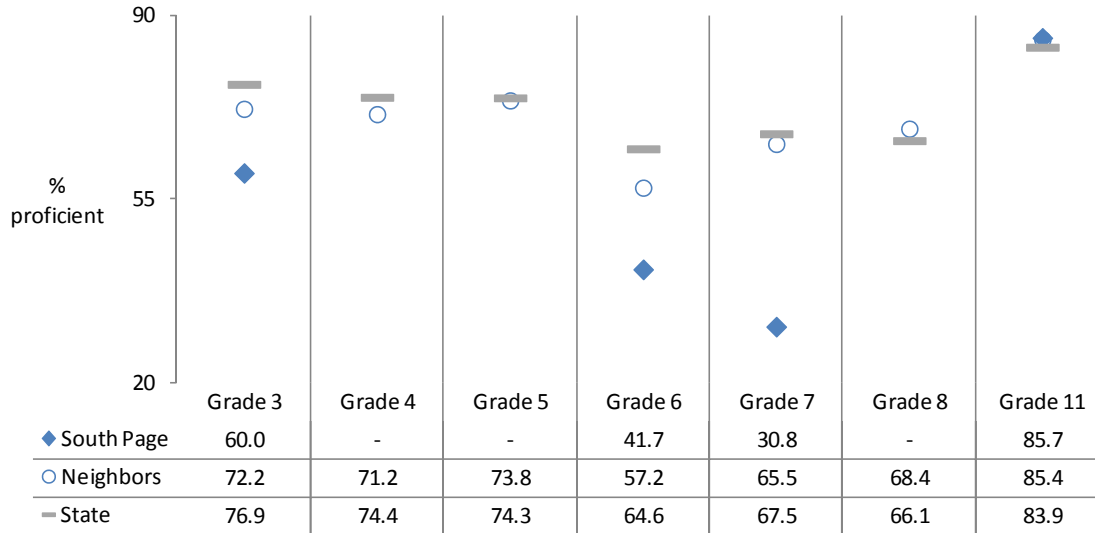 90
%
proficient
55
20
Grade 3 Grade 4 Grade 5 Grade 6 Grade 7 Grade 8 Grade 11
South Page 60.0 - - 41.7 30.8 - 85.7
Neighbors 72.2 71.2 73.8 57.2 65.5 68.4 85.4
State 76.9 74.4 74.3 64.6 67.5 66.1 83.9